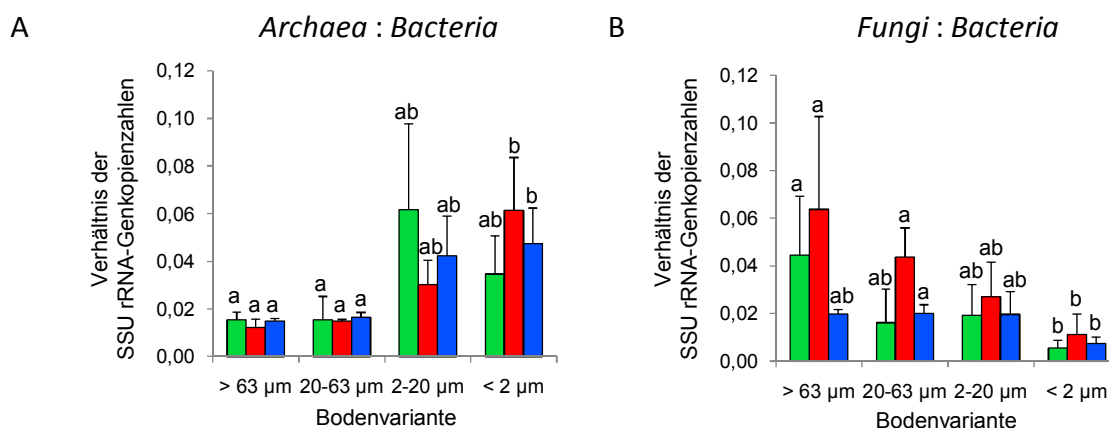 A
Archaea : Bacteria
Verhältnis der
SSU rRNA-Genkopienzahlen
0,12
0,10
0,08
0,06
0,04
0,02
0,00
a
a
a
a
a
a
ab
ab
ab
ab
b
b
> 63 µm
20-63 µm
2-20 µm
< 2 µm
Bodenvariante
B
Fungi : Bacteria
Verhältnis der
SSU rRNA-Genkopienzahlen
0,12
0,10
0,08
0,06
0,04
0,02
0,00
a
a
ab
ab
a
a
ab
ab
ab
b
b
b
> 63 µm
20-63 µm
2-20 µm
< 2 µm
Bodenvariante